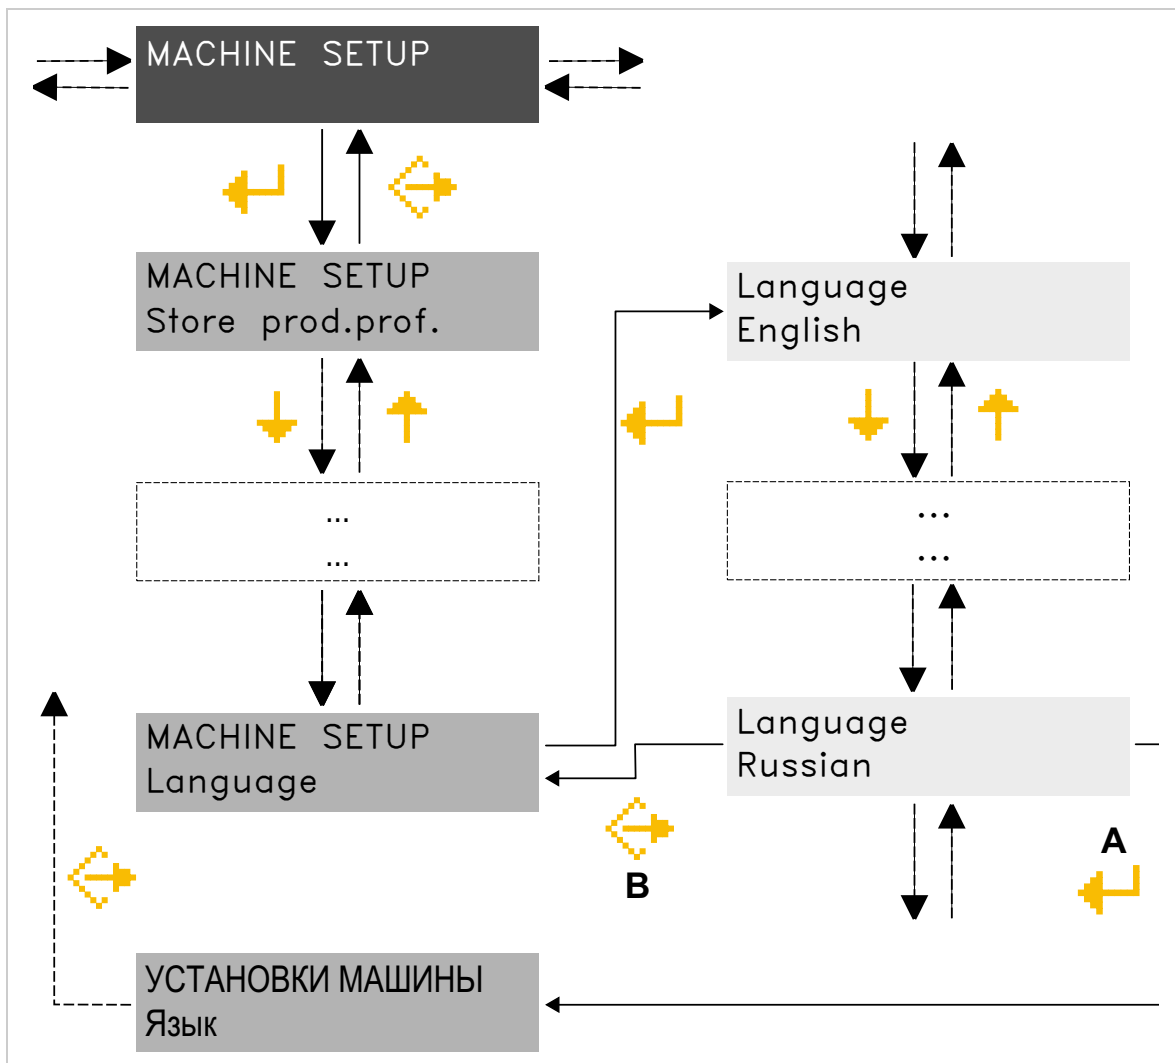 MACHINE SETUP
MACHINE SETUP
Store prod.prof.
...
...
MACHINE SETUP
Language
Language
English
...
...
Language
Russian
A
B
УСТАНОВКИ МАШИНЫ
Язык